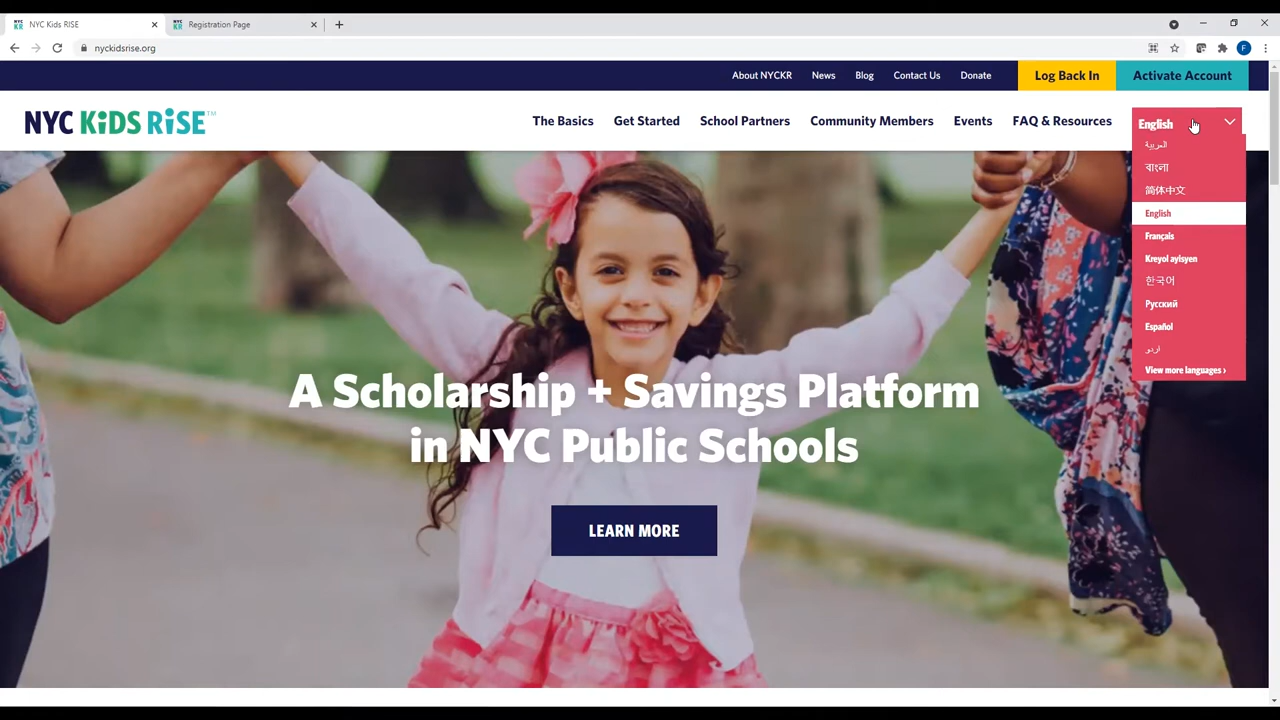 NYC Kids RISE
Registration Page
nyckidsrise.org
F
About NYCKR News Blog Contact Us Donate Log Back In Activate Account
NYC KiDS RiSE™
The Basics Get Started School Partners Community Members Events FAQ & Resources English
العربية
বাংলা
简体中文
English
Français
Kreyol ayisyen
한국어
Русский
Español
اردو
View more languages ›
A Scholarship + Savings Platform
in NYC Public Schools
LEARN MORE